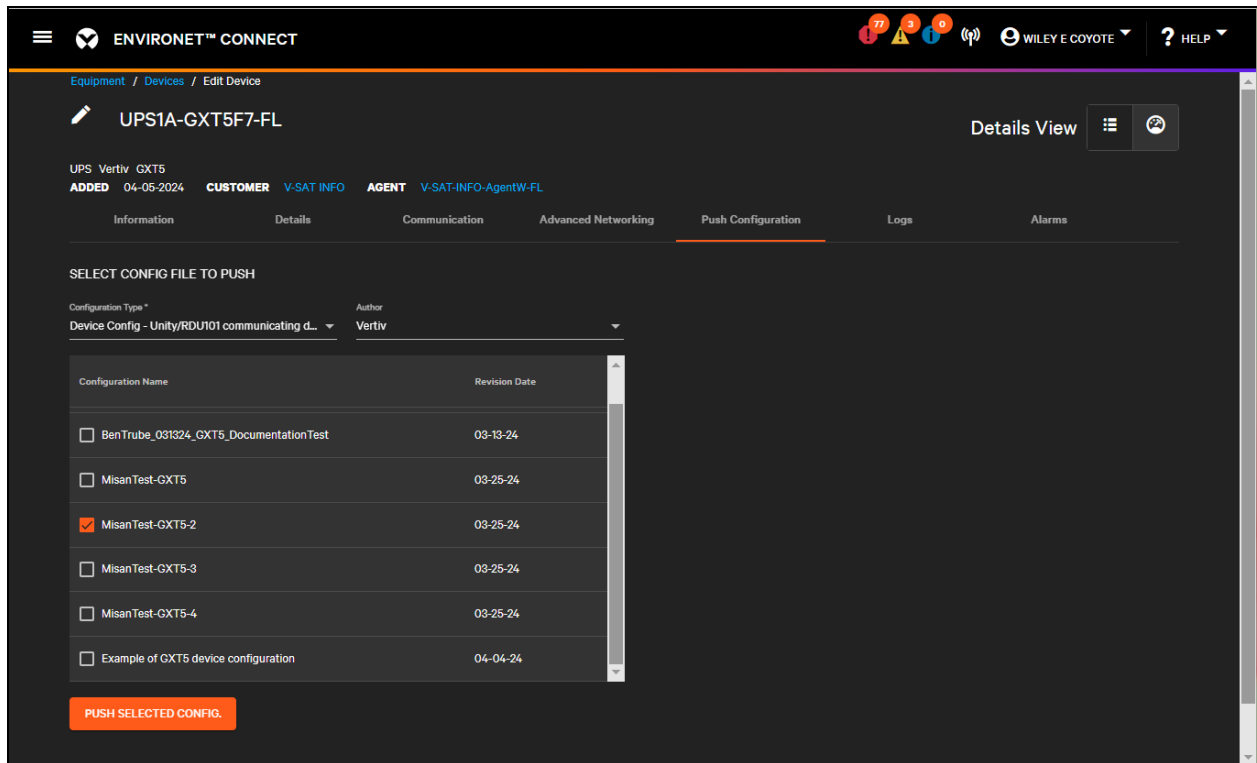 77 3 0
ENVIRONET™ CONNECT WILEY E COYOTE ? HELP
Equipment / Devices / Edit Device
UPS1A-GXT5F7-FL
Details View
UPS Vertiv GXT5
ADDED 04-05-2024 CUSTOMER V-SAT INFO AGENT V-SAT-INFO-AgentW-FL
Information Details Communication Advanced Networking Push Configuration Logs Alarms
SELECT CONFIG FILE TO PUSH
Configuration Type * Author
Device Config - Unity/RDU101 communicating d... Vertiv
Configuration Name Revision Date
BenTrube_031324_GXT5_DocumentationTest 03-13-24
MisanTest-GXT5 03-25-24
MisanTest-GXT5-2 03-25-24
MisanTest-GXT5-3 03-25-24
MisanTest-GXT5-4 03-25-24
Example of GXT5 device configuration 04-04-24
PUSH SELECTED CONFIG.